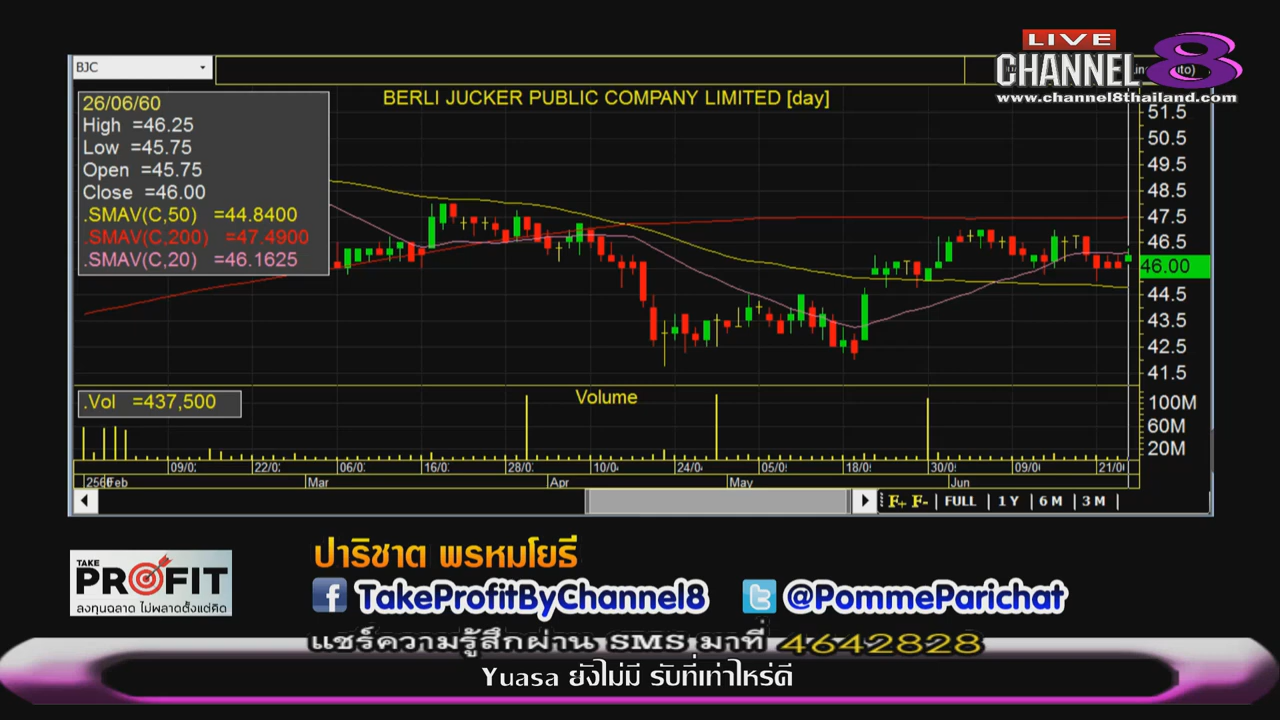 LIVE
CHANNEL 8
www.channel8thailand.com
BJC
BERLI JUCKER PUBLIC COMPANY LIMITED [day]
26/06/60
High =46.25
Low =45.75
Open =45.75
Close =46.00
.SMAV(C,50) =44.8400
.SMAV(C,200) =47.4900
.SMAV(C,20) =46.1625
51.5
50.5
49.5
48.5
47.5
46.5
46.00
44.5
43.5
42.5
41.5
.Vol =437,500
Volume
100M
60M
20M
09/0 22/0 06/0 16/0 28/0 10/0 24/0 05/0 18/0 30/0 09/0 21/0
Feb Mar Apr May Jun
F+ F- | FULL | 1 Y | 6 M | 3 M |
TAKE
PROFIT
ลงทุนฉลาด ไม่พลาดตั้งแต่คิด
ปาริชาต พรหมโยธี
TakeProfitByChannel8 @PommeParichat
แชร์ความรู้สึกผ่าน SMS มาที่ 4642828
Yuasa ยังไม่มี รับที่เท่าไหร่ดี